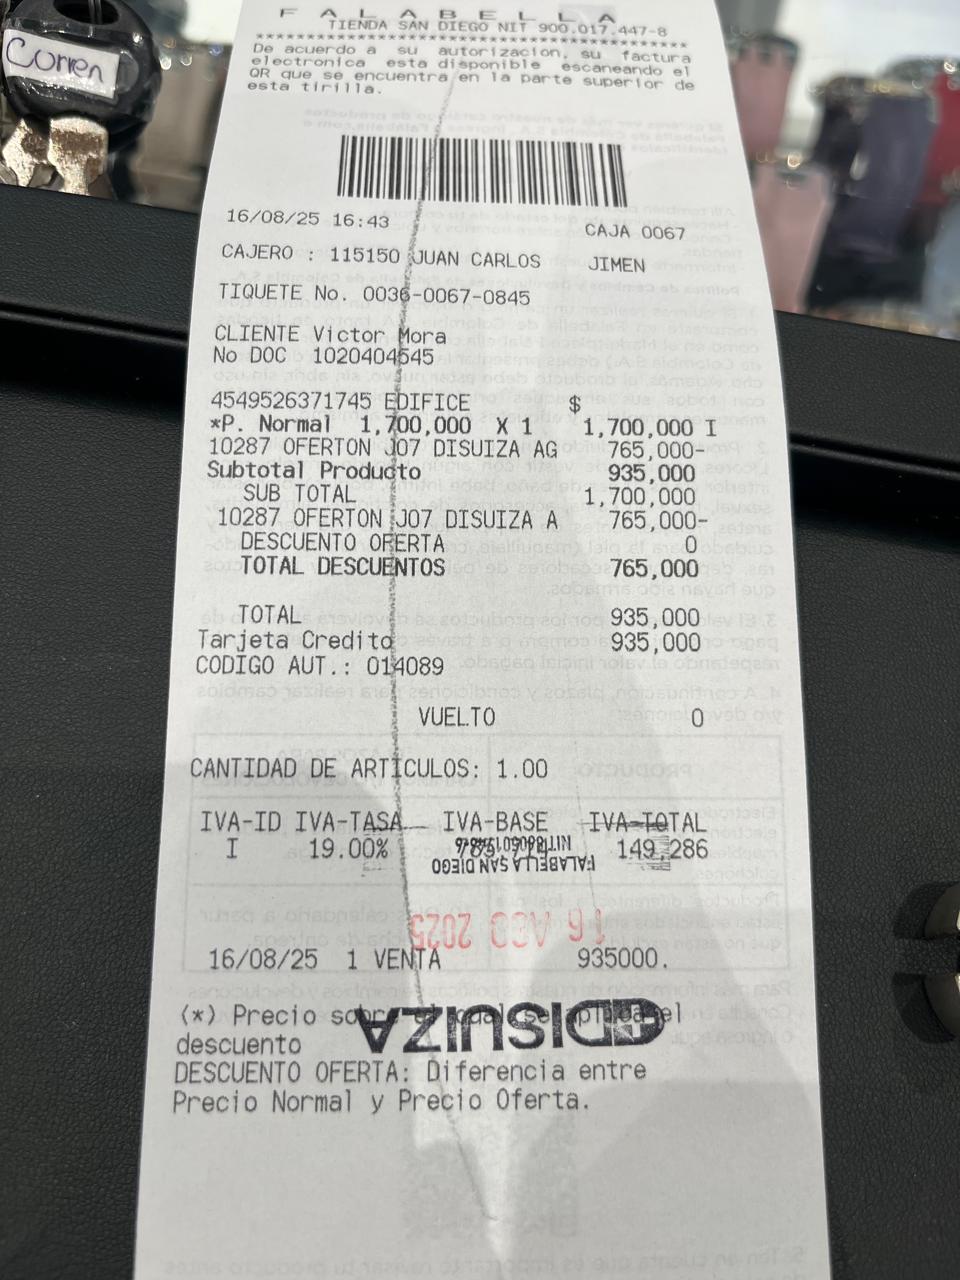 Corren
F A L A B E L L A
TIENDA SAN DIEGO NIT 900.017.447-8
****************************************
De acuerdo a su autorizacion, su factura
electronica esta disponible escaneando el
QR que se encuentra en la parte superior de
esta tirilla.
16/08/25 16:43 CAJA 0067
CAJERO : 115150 JUAN CARLOS JIMEN
TIQUETE No. 0036-0067-0845
CLIENTE Victor Mora
No DOC 1020404545
4549526371745 EDIFICE $
*P. Normal 1,700,000 X 1 1,700,000 I
10287 OFERTON J07 DISUIZA AG 765,000-
Subtotal Producto 935,000
SUB TOTAL 1,700,000
10287 OFERTON J07 DISUIZA A 765,000-
DESCUENTO OFERTA 0
TOTAL DESCUENTOS 765,000
TOTAL 935,000
Tarjeta Credito 935,000
CODIGO AUT.: 014089
VUELTO 0
CANTIDAD DE ARTICULOS: 1.00
IVA-ID IVA-TASA IVA-BASE IVA-TOTAL
I 19.00% 149,286
FALABELLA SAN DIEGO
16 AGO 2025
16/08/25 1 VENTA 935000.
DISUIZA
(*) Precio sobre el cual se aplica el
descuento
DESCUENTO OFERTA: Diferencia entre
Precio Normal y Precio Oferta.